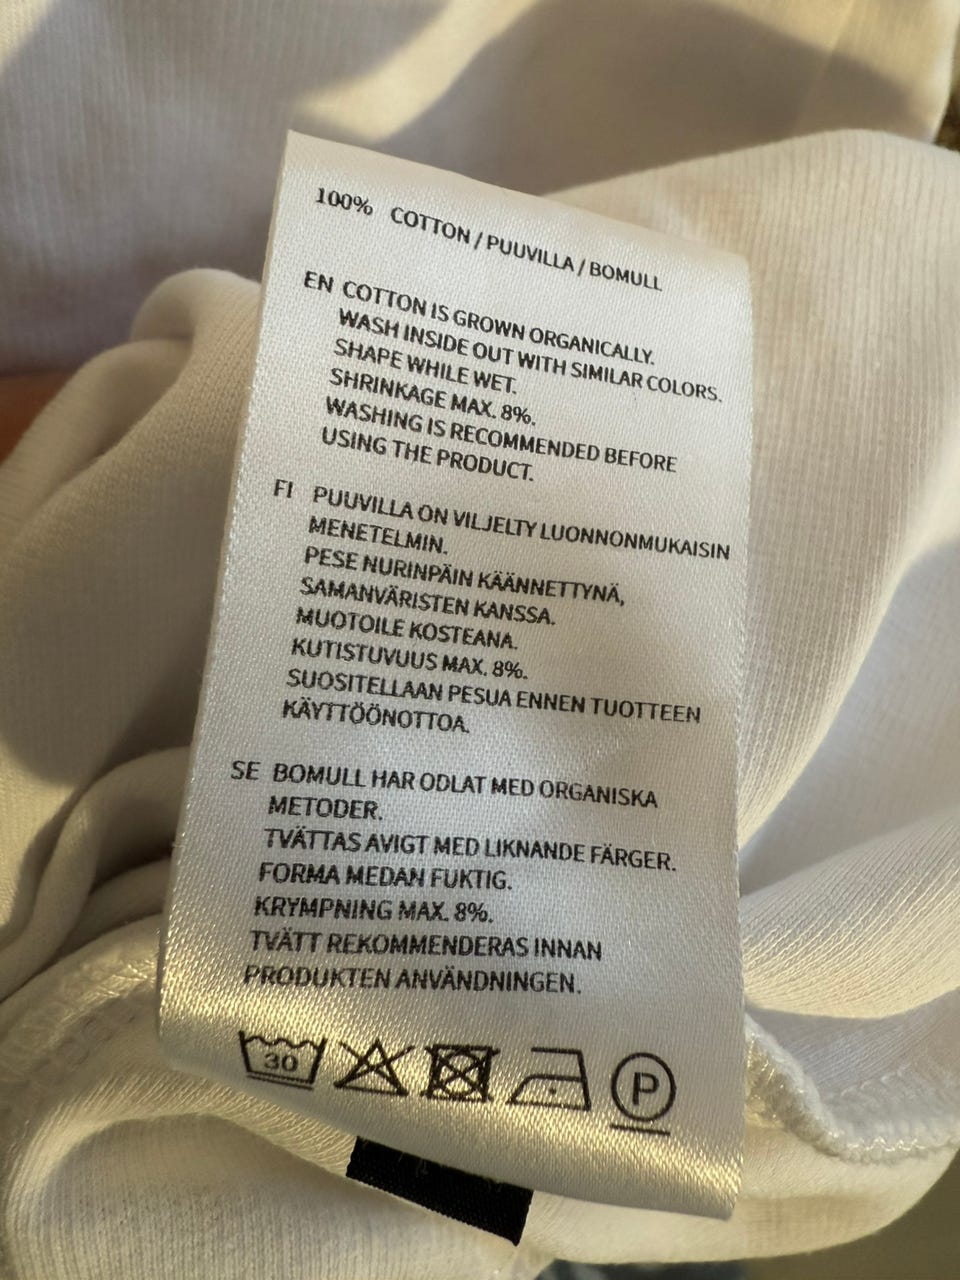 100% COTTON / PUUVILLA / BOMULL
EN COTTON IS GROWN ORGANICALLY.
WASH INSIDE OUT WITH SIMILAR COLORS.
SHAPE WHILE WET.
SHRINKAGE MAX. 8%.
WASHING IS RECOMMENDED BEFORE
USING THE PRODUCT.
FI PUUVILLA ON VILJELTY LUONNONMUKAISIN
MENETELMIN.
PESE NURINPÄIN KÄÄNNETTYNÄ,
SAMANVÄRISTEN KANSSA.
MUOTOILE KOSTEANA.
KUTISTUVUUS MAX. 8%.
SUOSITELLAAN PESUA ENNEN TUOTTEEN
KÄYTTÖÖNOTTOA.
SE BOMULL HAR ODLAT MED ORGANISKA
METODER.
TVÄTTAS AVIGT MED LIKNANDE FÄRGER.
FORMA MEDAN FUKTIG.
KRYMPNING MAX. 8%.
TVÄTT REKOMMENDERAS INNAN
PRODUKTEN ANVÄNDNINGEN.
30 P